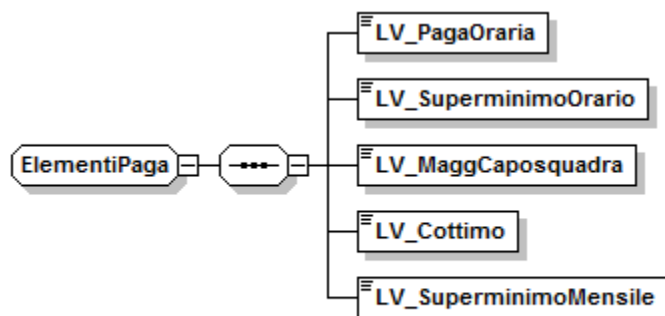 LV_PagaOraria
LV_SuperminimoOrario
ElementiPaga
LV_MaggCaposquadra
LV_Cottimo
LV_SuperminimoMensile